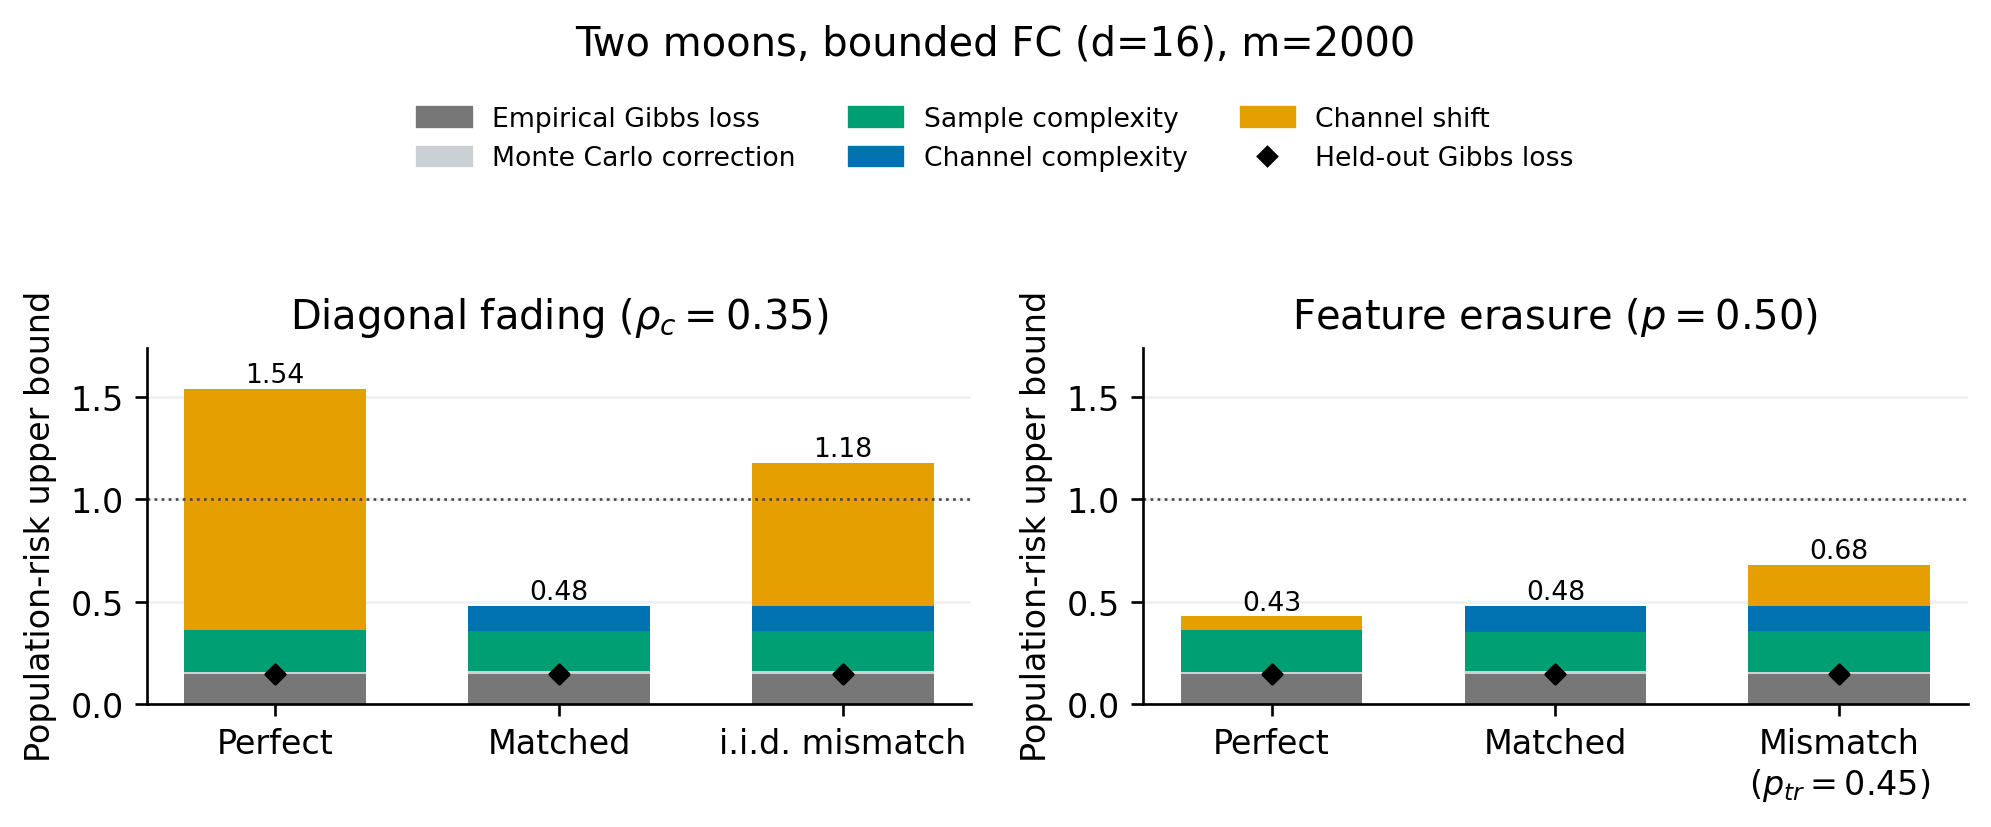 Two moons, bounded FC (d=16), m=2000
Empirical Gibbs loss
Monte Carlo correction
Sample complexity
Channel complexity
Channel shift
Held-out Gibbs loss
Diagonal fading (ρ_c = 0.35)
Population-risk upper bound
1.5
1.0
0.5
0.0
1.54
0.48
1.18
Perfect
Matched
i.i.d. mismatch
Feature erasure (p = 0.50)
Population-risk upper bound
1.5
1.0
0.5
0.0
0.43
0.48
0.68
Perfect
Matched
Mismatch
(p_tr = 0.45)